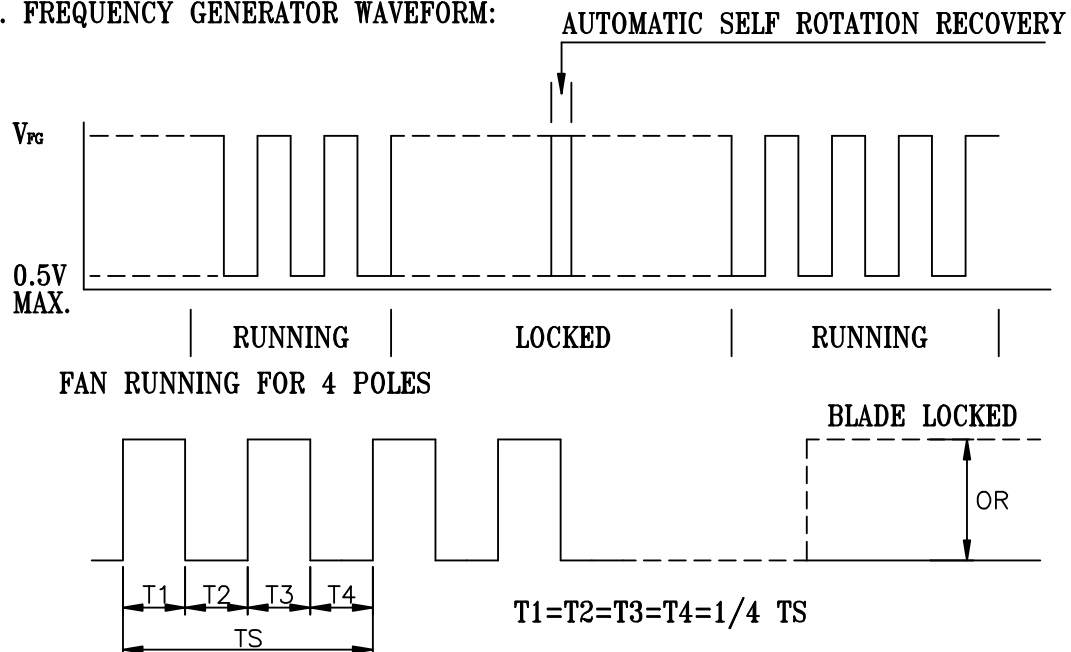 . FREQUENCY GENERATOR WAVEFORM:
AUTOMATIC SELF ROTATION RECOVERY
VFG
0.5V
MAX.
RUNNING
LOCKED
RUNNING
FAN RUNNING FOR 4 POLES
BLADE LOCKED
OR
T1
T2
T3
T4
T1=T2=T3=T4=1/4 TS
TS